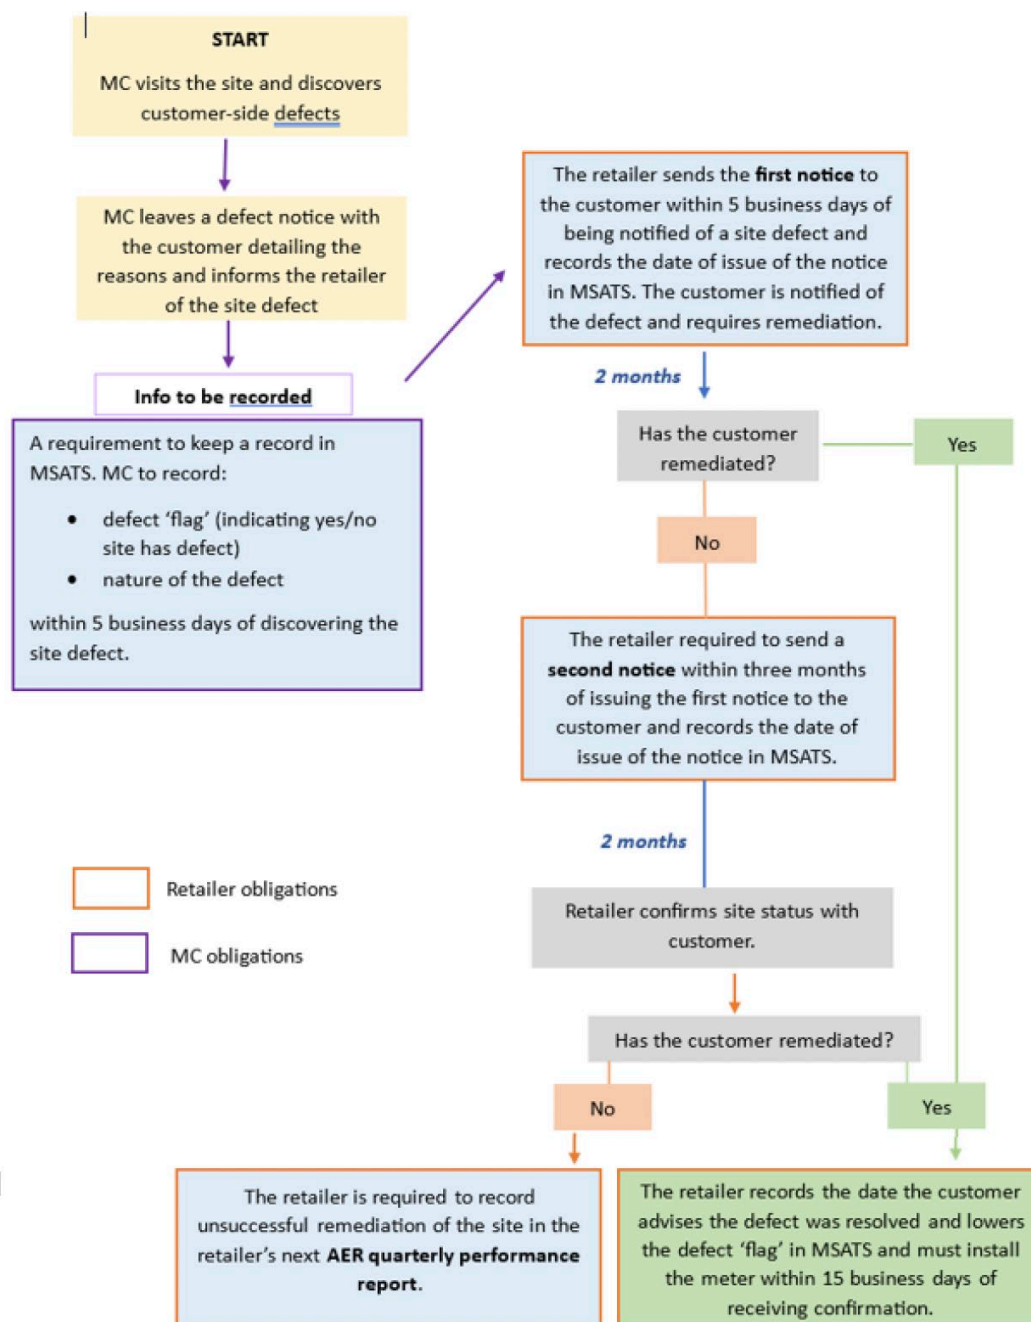 START
MC visits the site and discovers
customer-side defects
MC leaves a defect notice with
the customer detailing the
reasons and informs the retailer
of the site defect
Info to be recorded
A requirement to keep a record in
MSATS. MC to record:
• defect ‘flag’ (indicating yes/no
site has defect)
• nature of the defect
within 5 business days of discovering the
site defect.
The retailer sends the first notice to
the customer within 5 business days of
being notified of a site defect and
records the date of issue of the notice
in MSATS. The customer is notified of
the defect and requires remediation.
2 months
Has the customer
remediated?
Yes
No
The retailer required to send a
second notice within three months
of issuing the first notice to the
customer and records the date of
issue of the notice in MSATS.
2 months
Retailer confirms site status with
customer.
Has the customer remediated?
No
Yes
The retailer is required to record
unsuccessful remediation of the site in the
retailer’s next AER quarterly performance
report.
The retailer records the date the customer
advises the defect was resolved and lowers
the defect ‘flag’ in MSATS and must install
the meter within 15 business days of
receiving confirmation.
Retailer obligations
MC obligations